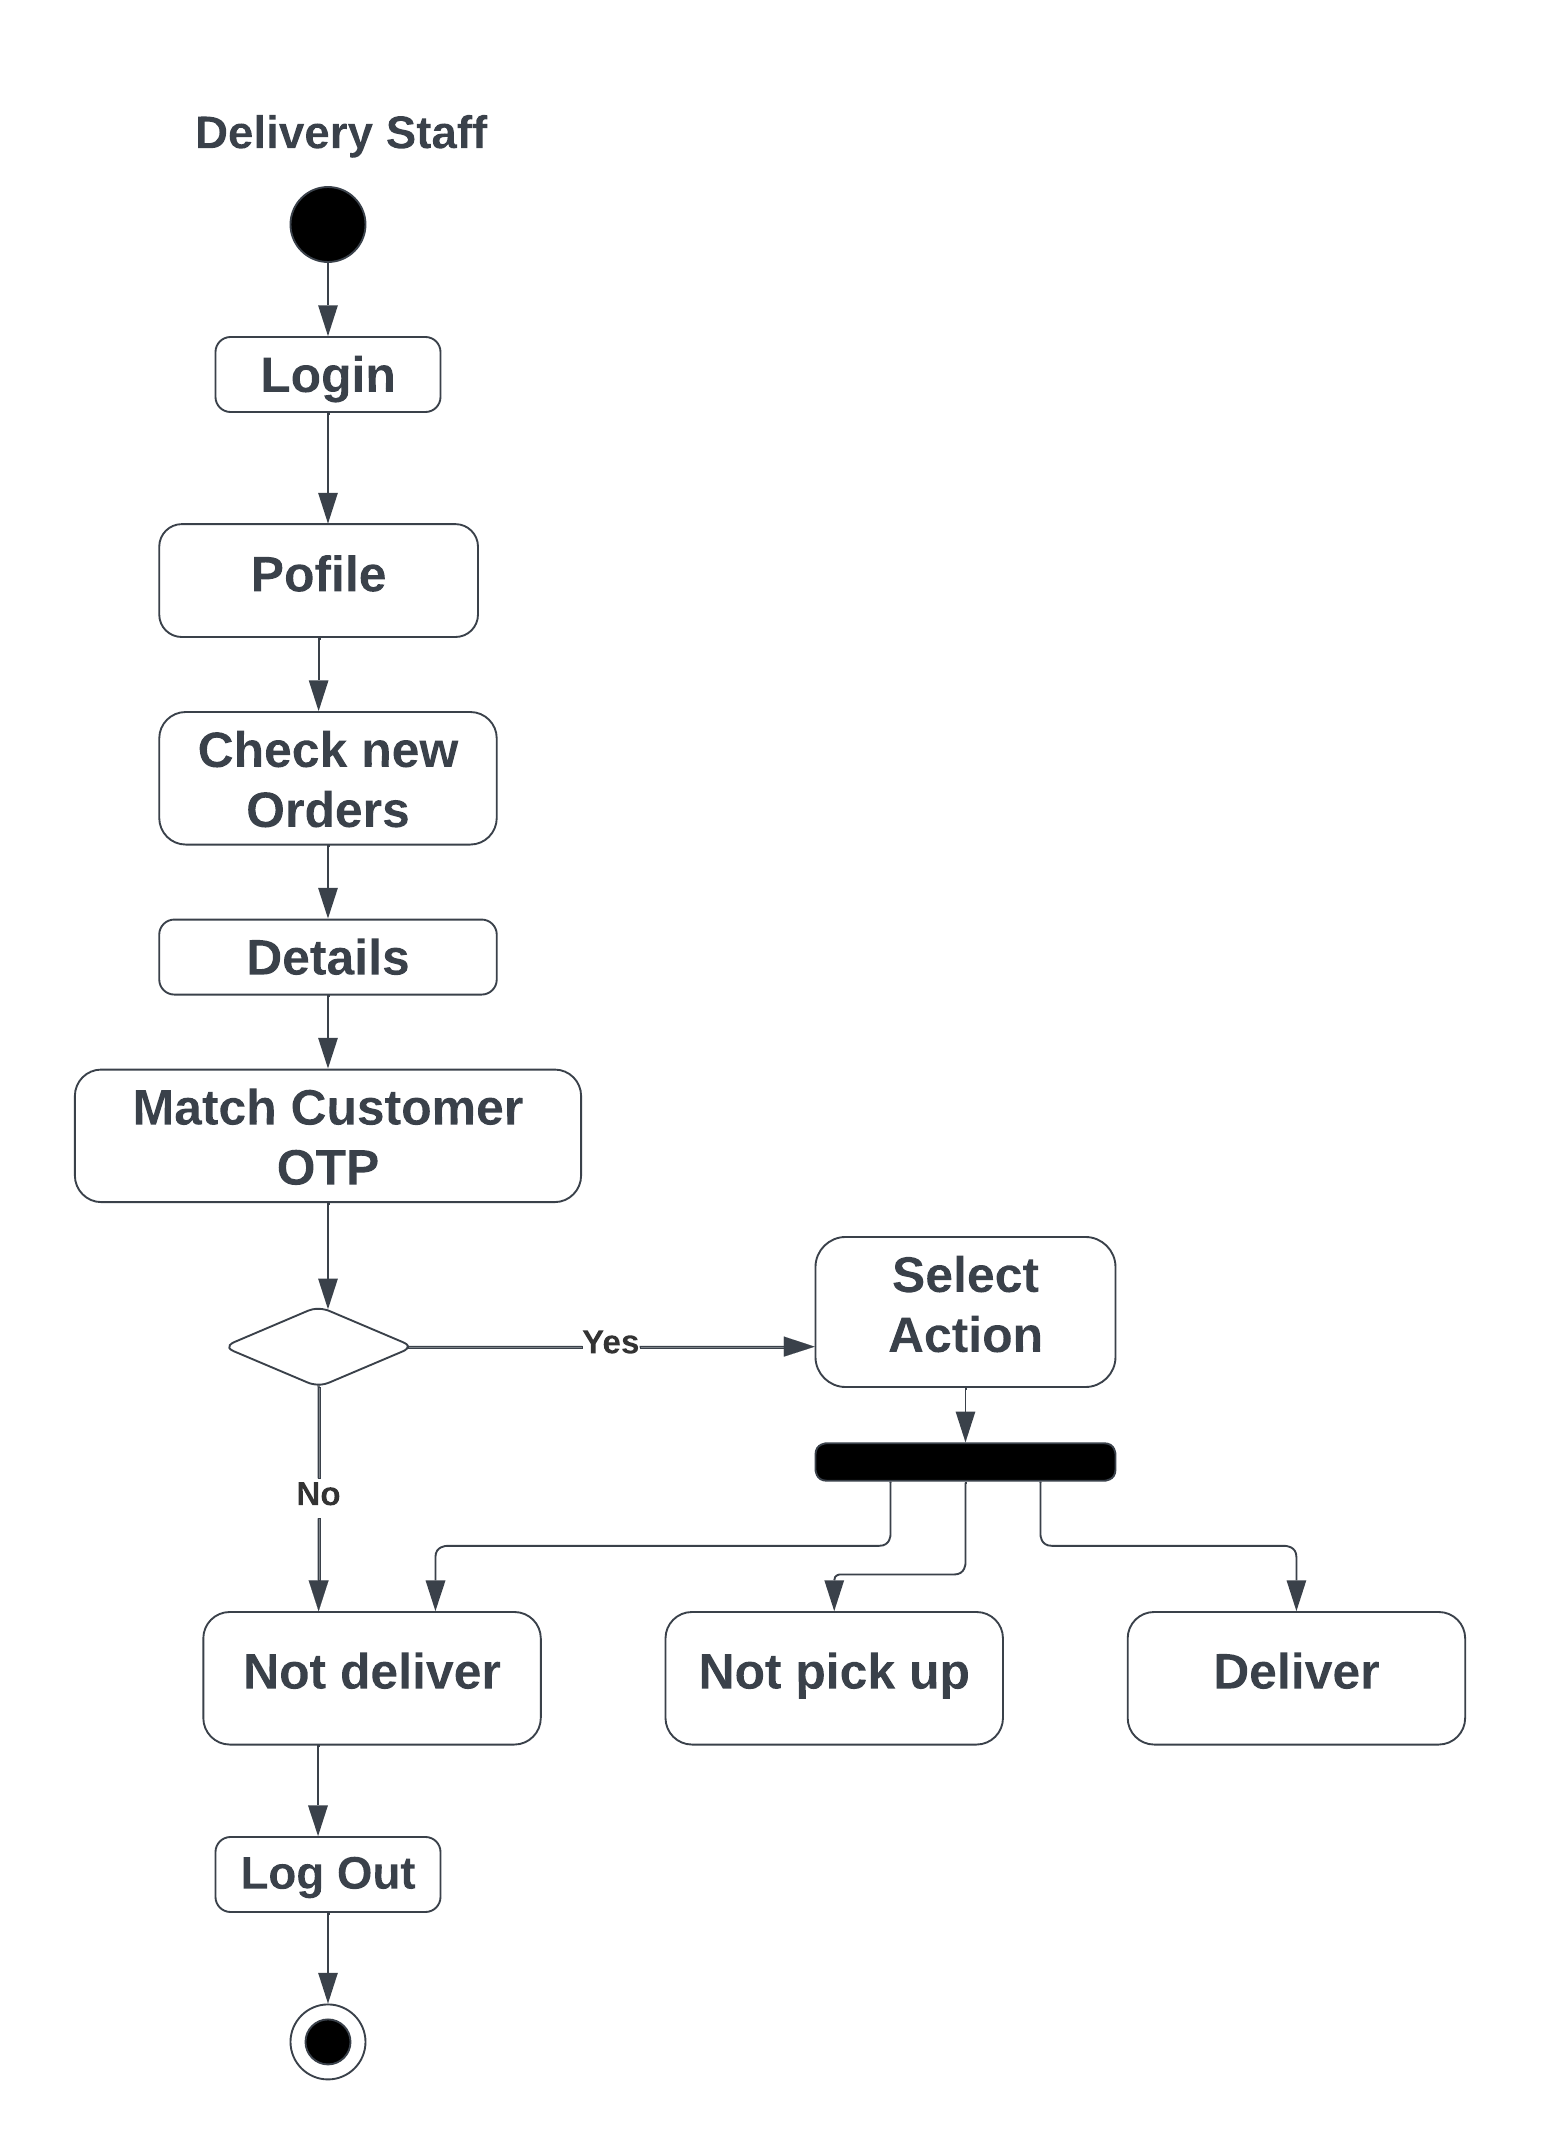 Delivery Staff
Login
Pofile
Check new
Orders
Details
Match Customer
OTP
Select
Action
Yes
No
Not deliver
Not pick up
Deliver
Log Out